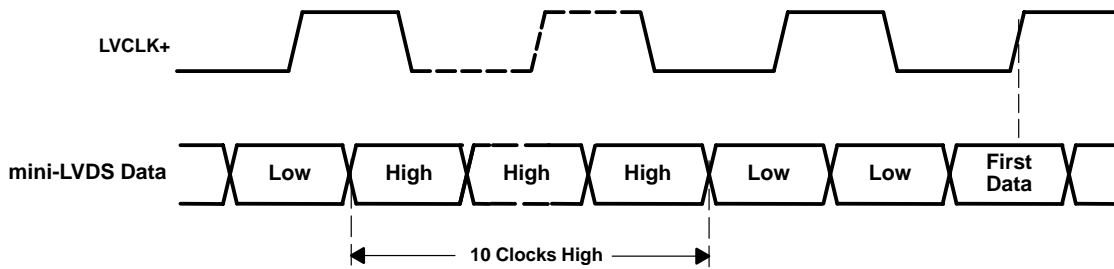 LVCLK+
mini-LVDS Data
Low
High
High
High
Low
Low
First
Data
10 Clocks High